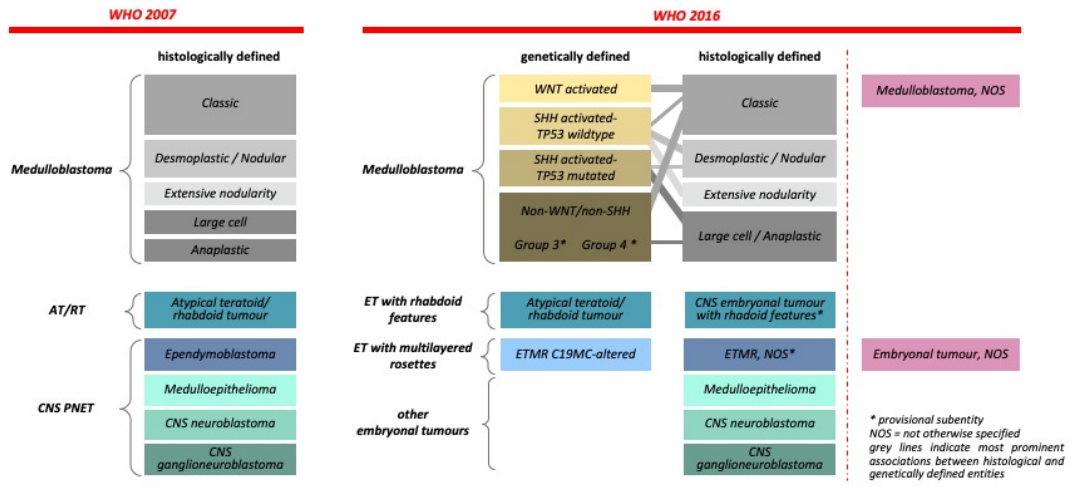 WHO 2007
WHO 2016
histologically defined
genetically defined
histologically defined
Medulloblastoma
Classic
Desmoplastic / Nodular
Extensive nodularity
Large cell
Anaplastic
Medulloblastoma
WNT activated
SHH activated-
TP53 wildtype
SHH activated-
TP53 mutated
Non-WNT/non-SHH
Group 3* Group 4 *
Classic
Desmoplastic / Nodular
Extensive nodularity
Large cell / Anaplastic
Medulloblastoma, NOS
AT/RT
Atypical teratoid/
rhabdoid tumour
ET with rhabdoid
features
Atypical teratoid/
rhabdoid tumour
CNS embryonal tumour
with rhadoid features*
CNS PNET
Ependymoblastoma
Medulloepithelioma
CNS neuroblastoma
CNS
ganglioneuroblastoma
ET with multilayered
rosettes
ETMR C19MC-altered
ETMR, NOS*
Embryonal tumour, NOS
other
embryonal tumours
Medulloepithelioma
CNS neuroblastoma
CNS
ganglioneuroblastoma
* provisional subentity
NOS = not otherwise specified
grey lines indicate most prominent
associations between histological and
genetically defined entities